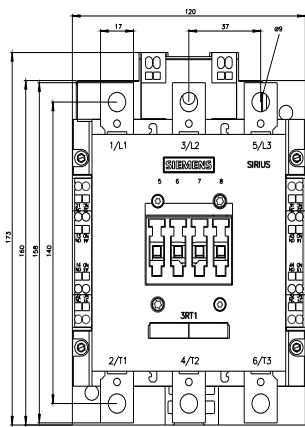 120
17
37
ø9
1/L1
3/L2
5/L3
SIEMENS
SIRIUS
5 6 7 8
173
160
158
140
3RT1
2/T1
4/T2
6/T3